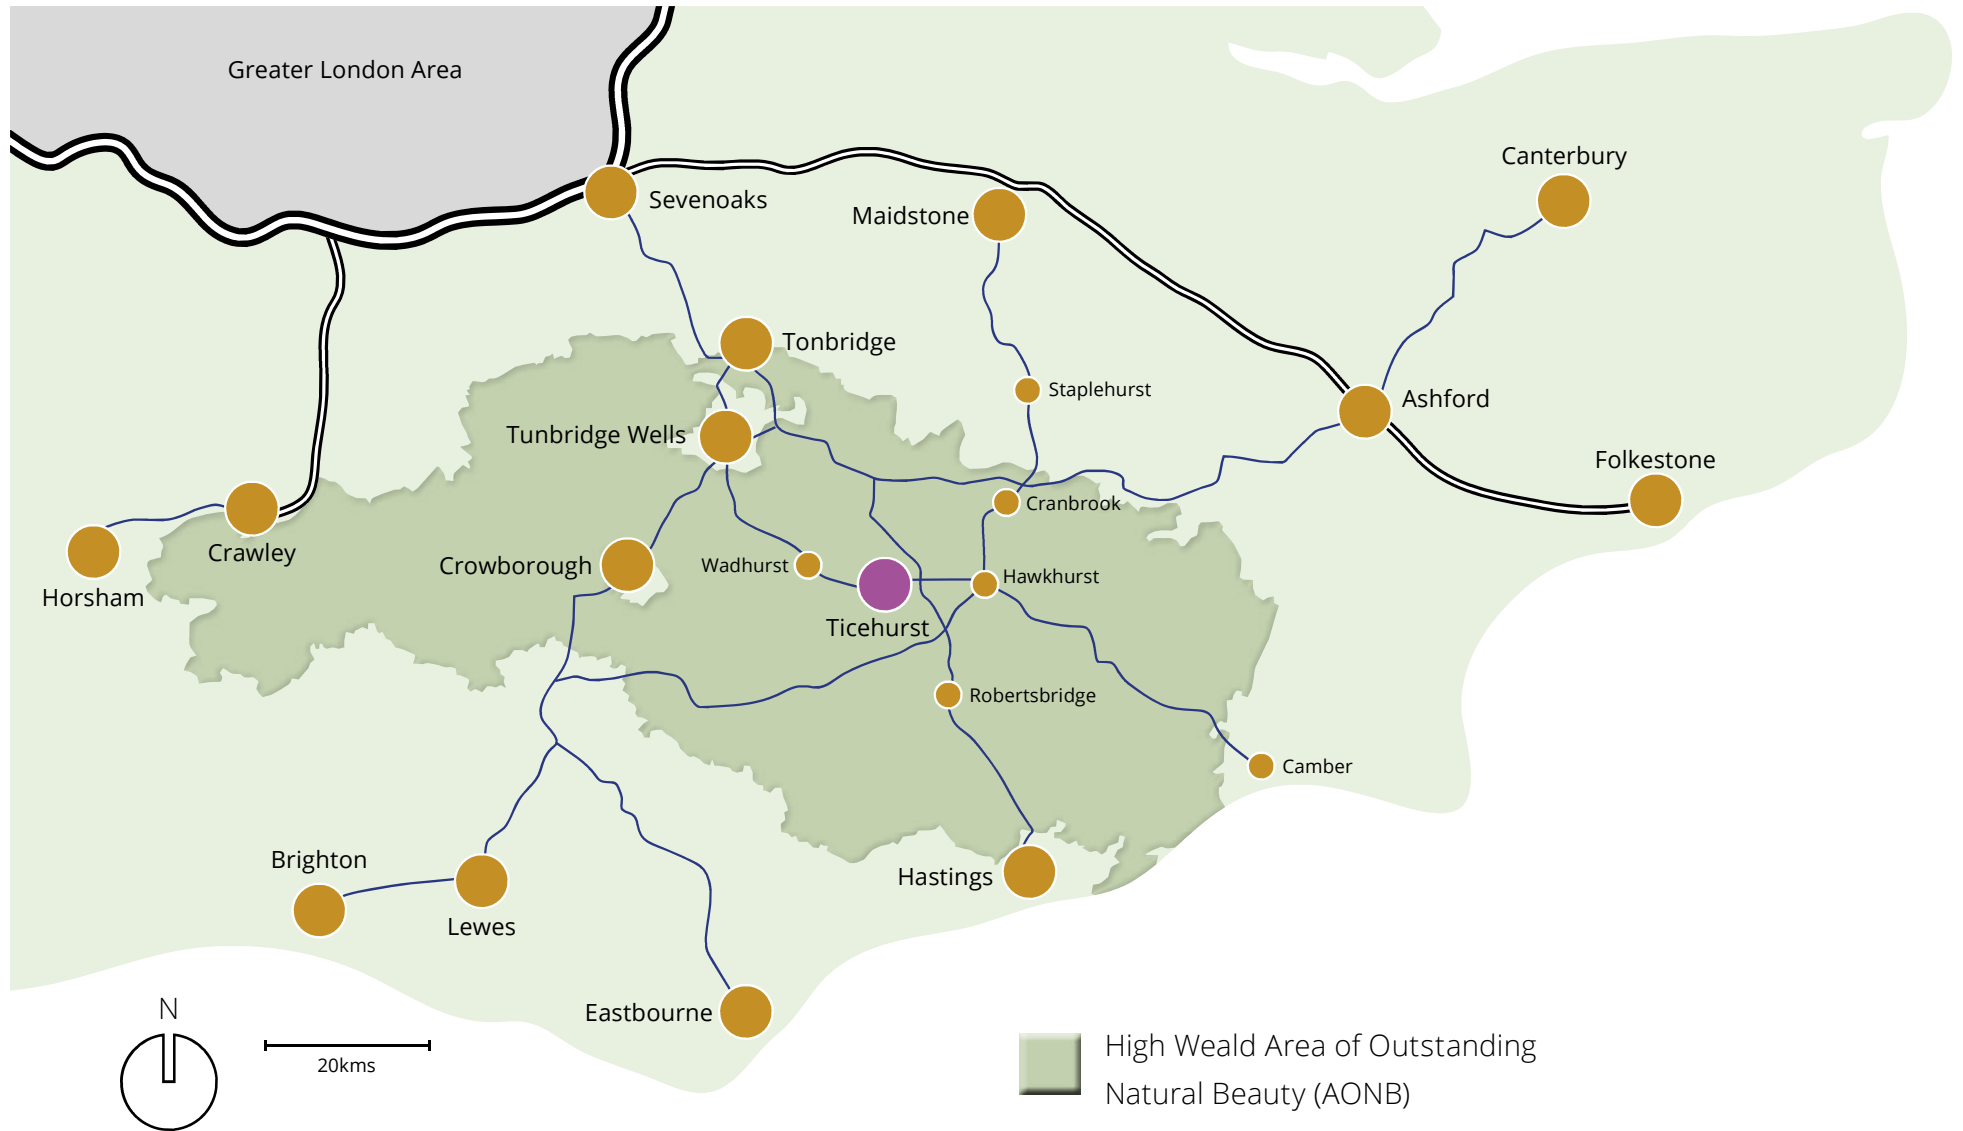 Greater London Area
Canterbury
Sevenoaks
Maidstone
Tonbridge
Staplehurst
Ashford
Tunbridge Wells
Folkestone
Cranbrook
Crawley
Crowborough
Wadhurst
Hawkhurst
Horsham
Ticehurst
Robertsbridge
Camber
Brighton
Hastings
Lewes
Eastbourne
N
20kms
High Weald Area of Outstanding
Natural Beauty (AONB)